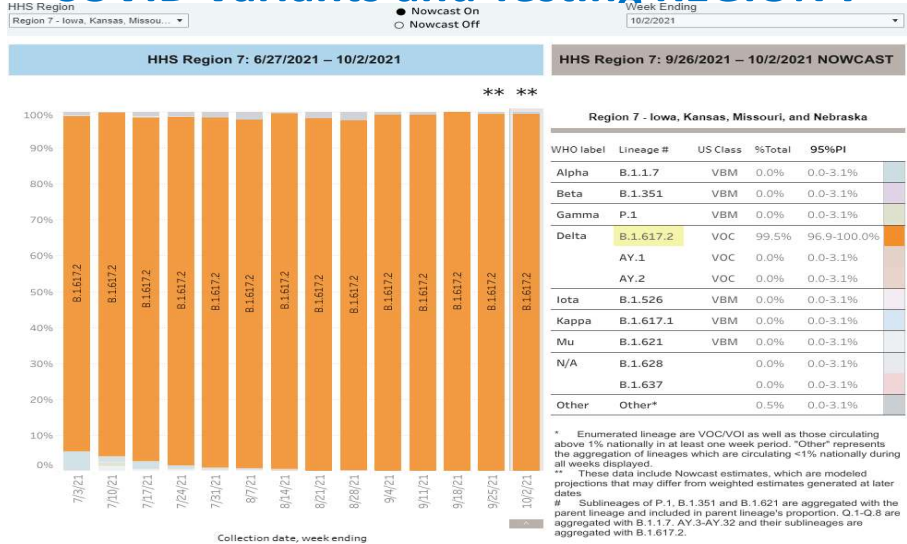 COVID Variants and Testing REGION 7
HHS Region
Region 7 - Iowa, Kansas, Missou...
Nowcast On
Nowcast Off
Week Ending
10/2/2021
HHS Region 7: 6/27/2021 – 10/2/2021
HHS Region 7: 9/26/2021 – 10/2/2021 NOWCAST
** **
100%
90%
80%
70%
60%
50%
40%
30%
20%
10%
0%
B.1.617.2 B.1.617.2 B.1.617.2 B.1.617.2 B.1.617.2 B.1.617.2 B.1.617.2 B.1.617.2 B.1.617.2 B.1.617.2 B.1.617.2 B.1.617.2 B.1.617.2 B.1.617.2
7/3/21 7/10/21 7/17/21 7/24/21 7/31/21 8/7/21 8/14/21 8/21/21 8/28/21 9/4/21 9/11/21 9/18/21 9/25/21 10/2/21
Collection date, week ending
Region 7 - Iowa, Kansas, Missouri, and Nebraska
WHO label Lineage # US Class %Total 95%PI
Alpha B.1.1.7 VBM 0.0% 0.0-3.1%
Beta B.1.351 VBM 0.0% 0.0-3.1%
Gamma P.1 VBM 0.0% 0.0-3.1%
Delta B.1.617.2 VOC 99.5% 96.9-100.0%
AY.1 VOC 0.0% 0.0-3.1%
AY.2 VOC 0.0% 0.0-3.1%
Iota B.1.526 VBM 0.0% 0.0-3.1%
Kappa B.1.617.1 VBM 0.0% 0.0-3.1%
Mu B.1.621 VBM 0.0% 0.0-3.1%
N/A B.1.628 0.0% 0.0-3.1%
B.1.637 0.0% 0.0-3.1%
Other Other* 0.5% 0.0-3.1%
* Enumerated lineage are VOC/VOI as well as those circulating
above 1% nationally in at least one week period. "Other" represents
the aggregation of lineages which are circulating <1% nationally during
all weeks displayed.
** These data include Nowcast estimates, which are modeled
projections that may differ from weighted estimates generated at later
dates
# Sublineages of P.1, B.1.351 and B.1.621 are aggregated with the
parent lineage and included in parent lineage's proportion. Q.1-Q.8 are
aggregated with B.1.1.7. AY.3-AY.32 and their sublineages are
aggregated with B.1.617.2.